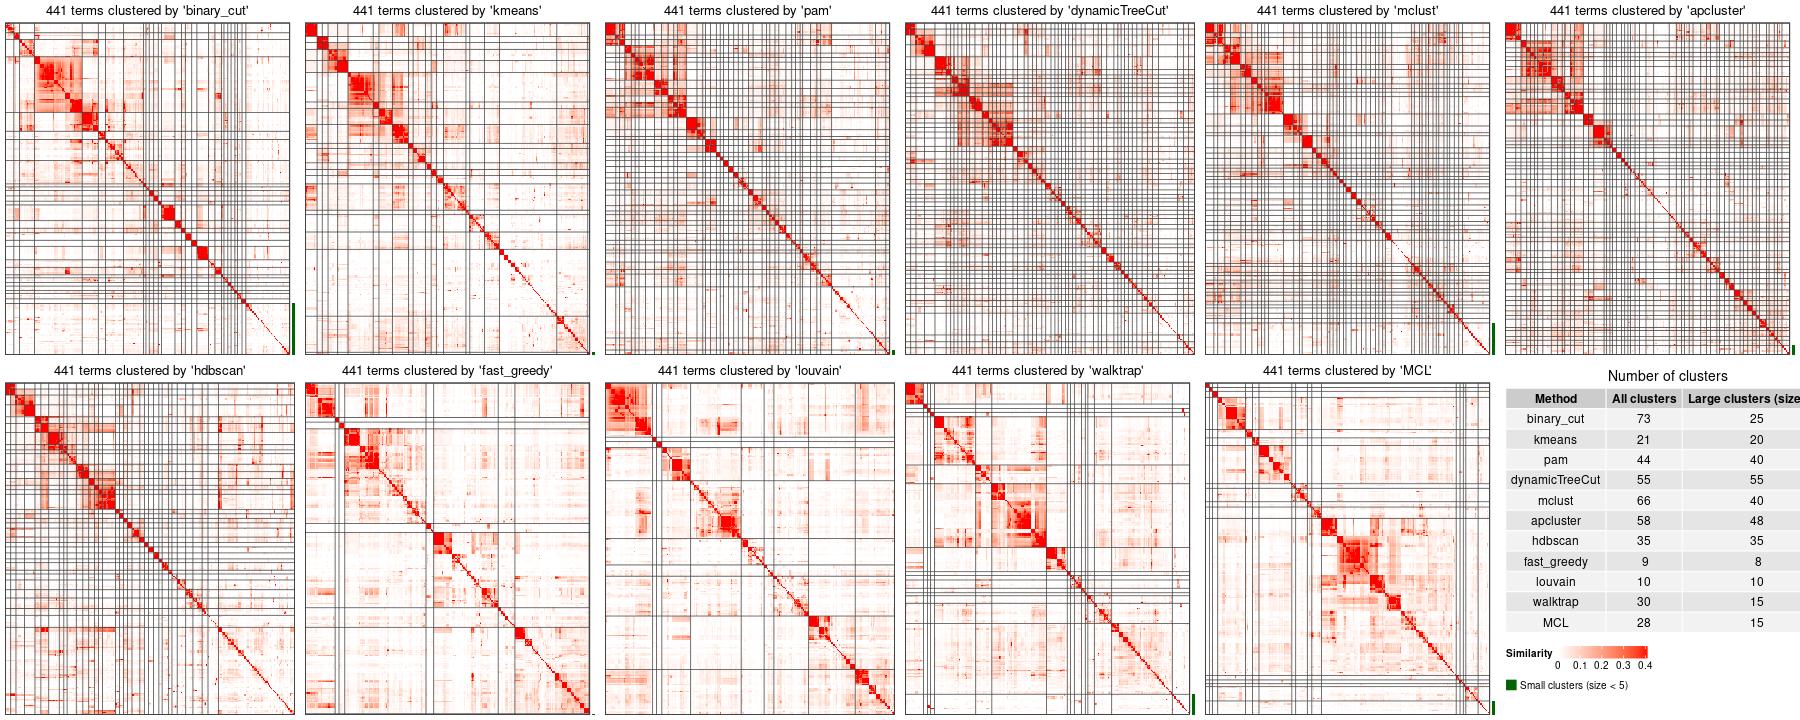 441 terms clustered by 'binary_cut'
441 terms clustered by 'kmeans'
441 terms clustered by 'pam'
441 terms clustered by 'dynamicTreeCut'
441 terms clustered by 'mclust'
441 terms clustered by 'apcluster'
441 terms clustered by 'hdbscan'
441 terms clustered by 'fast_greedy'
441 terms clustered by 'louvain'
441 terms clustered by 'walktrap'
441 terms clustered by 'MCL'
Number of clusters
Method All clusters Large clusters (size
binary_cut 73 25
kmeans 21 20
pam 44 40
dynamicTreeCut 55 55
mclust 66 40
apcluster 58 48
hdbscan 35 35
fast_greedy 9 8
louvain 10 10
walktrap 30 15
MCL 28 15
Similarity
0 0.1 0.2 0.3 0.4
Small clusters (size < 5)